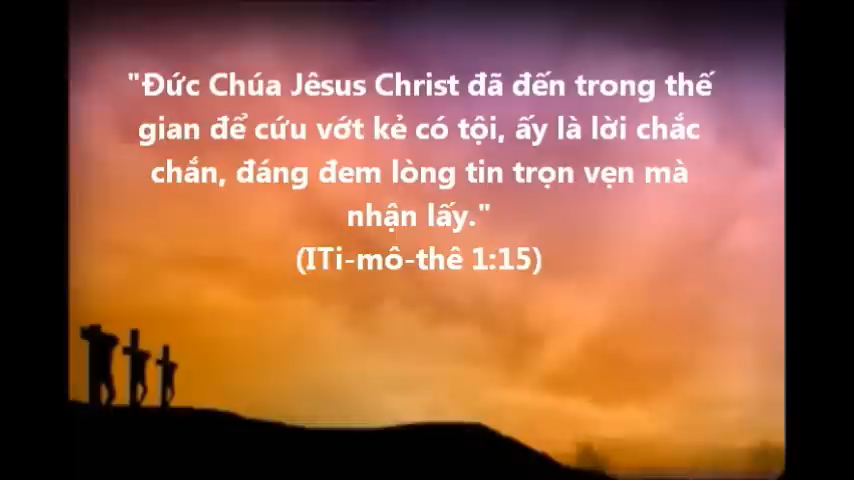 "Đức Chúa Jêsus Christ đã đến trong thế
gian để cứu vớt kẻ có tội, ấy là lời chắc
chắn, đáng đem lòng tin trọn vẹn mà
nhận lấy."
(ITi-mô-thê 1:15)